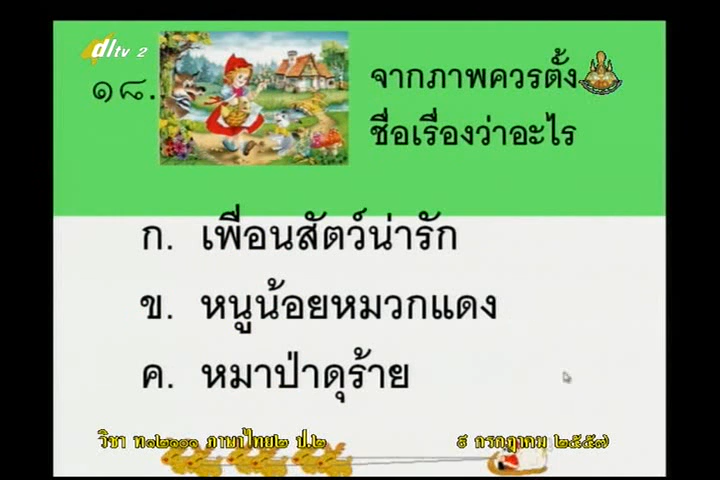 dltv 2
๑๘.
จากภาพควรตั้ง
ชื่อเรื่องว่าอะไร
ก. เพื่อนสัตว์น่ารัก
ข. หนูน้อยหมวกแดง
ค. หมาป่าดุร้าย
วิชา ท๑๒๑๐๑ ภาษาไทย๒ ป.๒
๙ กรกฎาคม ๒๕๕๗